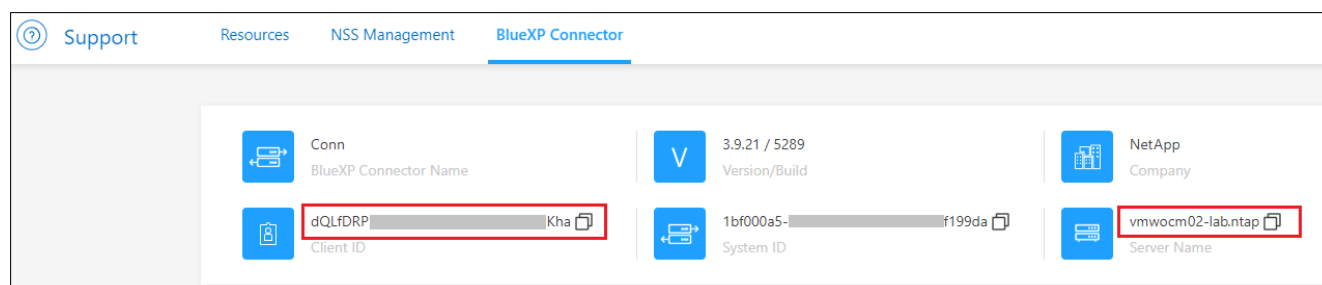 Support Resources NSS Management BlueXP Connector
Conn
BlueXP Connector Name
V
3.9.21 / 5289
Version/Build
NetApp
Company
dQLfDRP Kha
Client ID
1bf000a5- f199da
System ID
vmwocm02-lab.ntap
Server Name